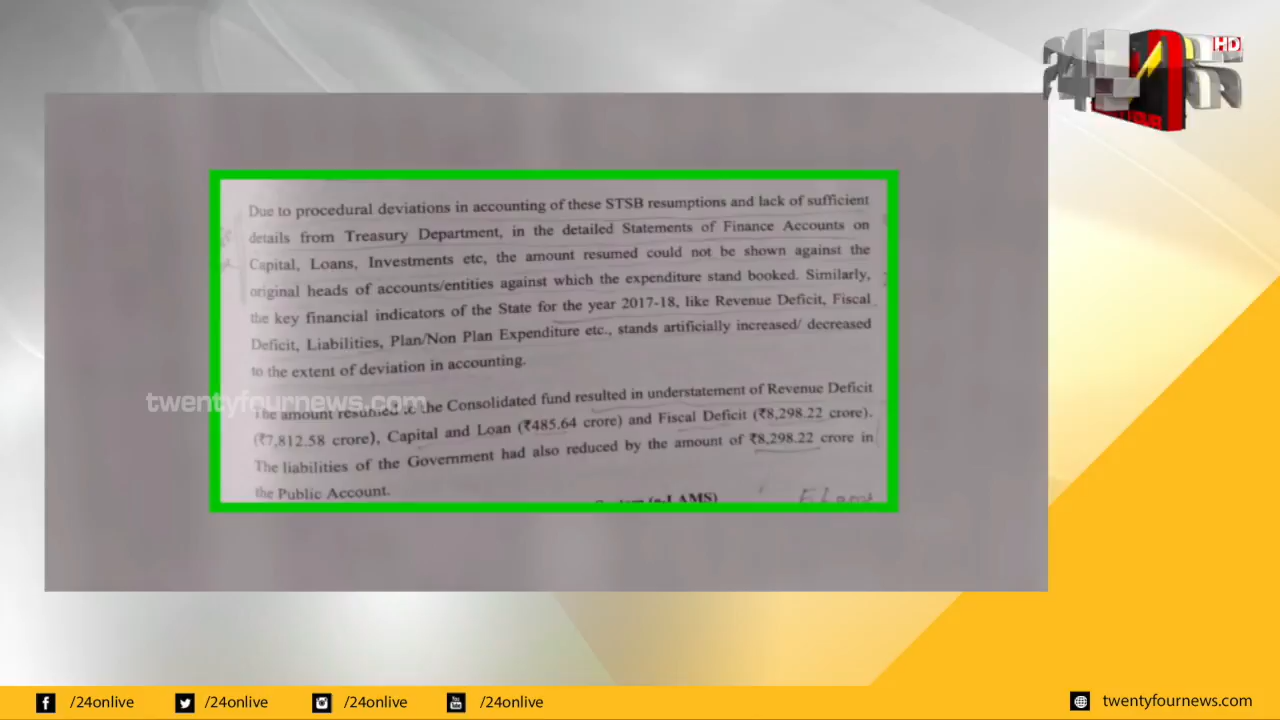 HD
Due to procedural deviations in accounting of these STSB resumptions and lack of sufficient
details from Treasury Department, in the detailed Statements of Finance Accounts on
Capital, Loans, Investments etc, the amount resumed could not be shown against the
original heads of accounts/entities against which the expenditure stand booked. Similarly,
the key financial indicators of the State for the year 2017-18, like Revenue Deficit, Fiscal
Deficit, Liabilities, Plan/Non Plan Expenditure etc., stands artificially increased/ decreased
to the extent of deviation in accounting.
twentyfournews.com
The amount resumed to the Consolidated fund resulted in understatement of Revenue Deficit
(₹7,812.58 crore), Capital and Loan (₹485.64 crore) and Fiscal Deficit (₹8,298.22 crore).
The liabilities of the Government had also reduced by the amount of ₹8,298.22 crore in
the Public Account.
(e-LAMS)
/24onlive /24onlive /24onlive /24onlive twentyfournews.com